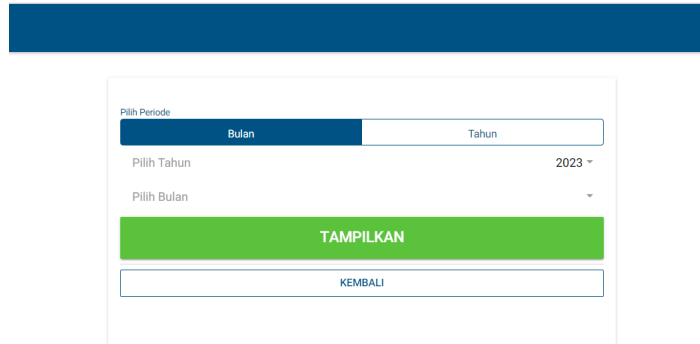 Pilih Periode
Bulan Tahun
Pilih Tahun 2023
Pilih Bulan
TAMPILKAN
KEMBALI